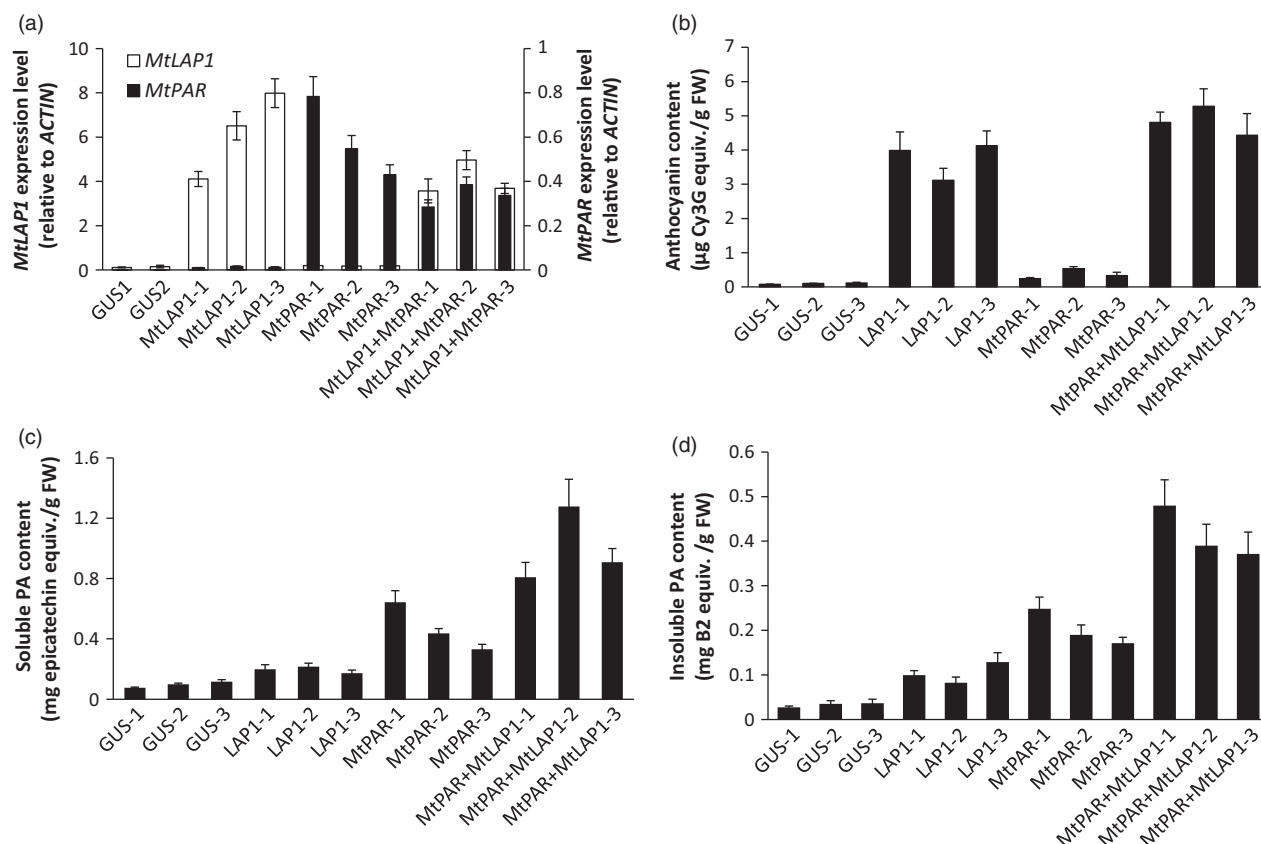 (a)
MtLAP1 expression level
(relative to ACTIN)
10
8
6
4
2
0
MtLAP1
MtPAR
1
0.8
0.6
0.4
0.2
0
MtPAR expression level
(relative to ACTIN)
GUS1
GUS2
MtLAP1-1
MtLAP1-2
MtLAP1-3
MtPAR-1
MtPAR-2
MtPAR-3
MtLAP1+MtPAR-1
MtLAP1+MtPAR-2
MtLAP1+MtPAR-3
(b)
Anthocyanin content
(µg Cy3G equiv./g FW)
7
6
5
4
3
2
1
0
GUS-1
GUS-2
GUS-3
LAP1-1
LAP1-2
LAP1-3
MtPAR-1
MtPAR-2
MtPAR-3
MtPAR+MtLAP1-1
MtPAR+MtLAP1-2
MtPAR+MtLAP1-3
(c)
Soluble PA content
(mg epicatechin equiv./g FW)
1.6
1.2
0.8
0.4
0
GUS-1
GUS-2
GUS-3
LAP1-1
LAP1-2
LAP1-3
MtPAR-1
MtPAR-2
MtPAR-3
MtPAR+MtLAP1-1
MtPAR+MtLAP1-2
MtPAR+MtLAP1-3
(d)
Insoluble PA content
(mg B2 equiv. /g FW)
0.6
0.5
0.4
0.3
0.2
0.1
0
GUS-1
GUS-2
GUS-3
LAP1-1
LAP1-2
LAP1-3
MtPAR-1
MtPAR-2
MtPAR-3
MtPAR+MtLAP1-1
MtPAR+MtLAP1-2
MtPAR+MtLAP1-3